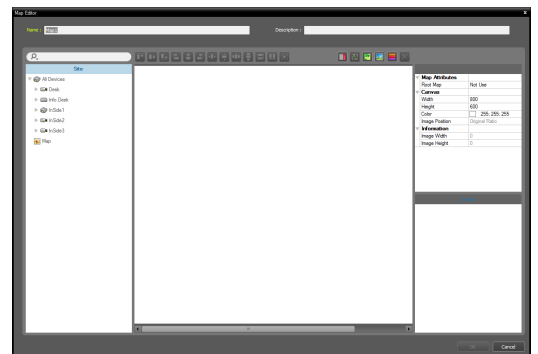 Map Editor
Name :
Description :
Site
All Devices
Desk
Info.Desk
InSide1
InSide2
InSide3
Map
Map Attributes
Root Map Not Use
Canvas
Width 800
Height 600
Color 255; 255; 255
Image Position Original Ratio
Information
Image Width 0
Image Height 0
OK Cancel